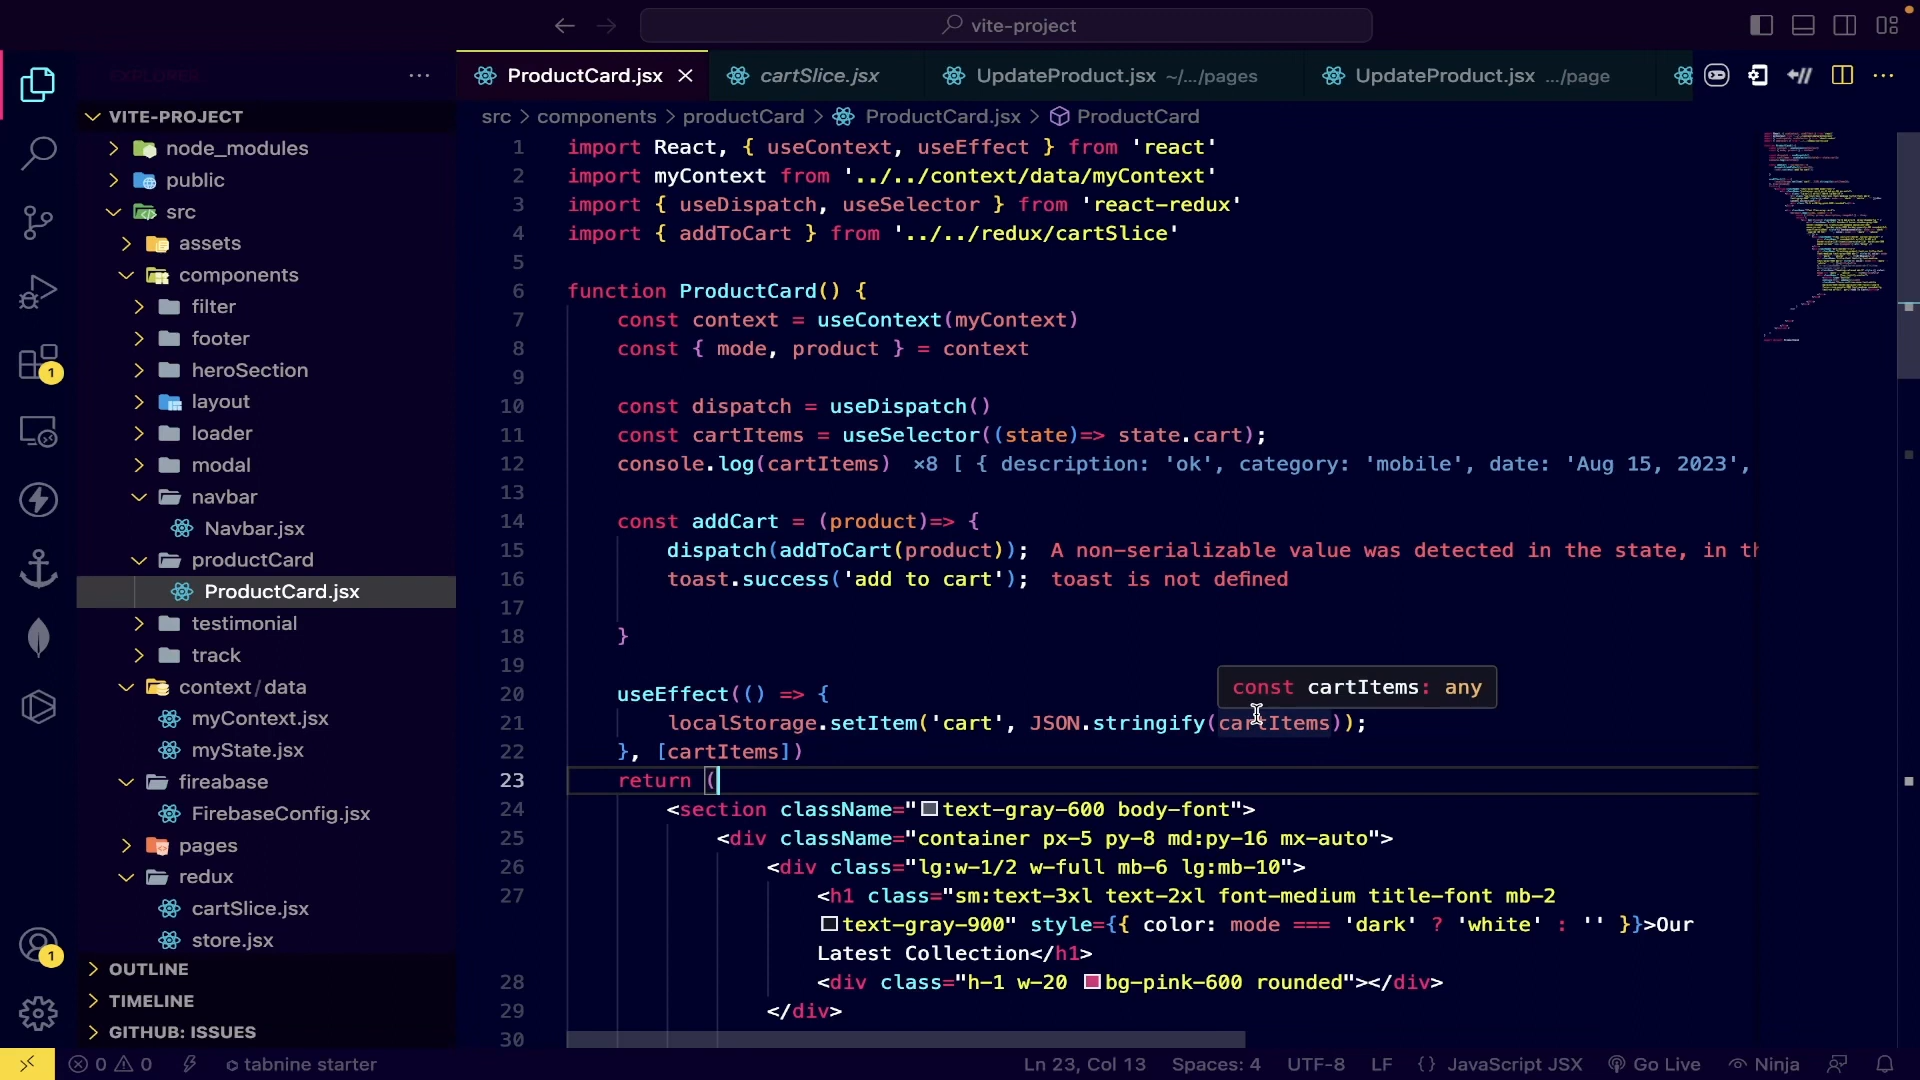 vite-project
EXPLORER
ProductCard.jsx
cartSlice.jsx
UpdateProduct.jsx ~/.../pages
UpdateProduct.jsx .../page
VITE-PROJECT
node_modules
public
src
assets
components
filter
footer
heroSection
layout
loader
modal
navbar
Navbar.jsx
productCard
ProductCard.jsx
testimonial
track
context/data
myContext.jsx
myState.jsx
fireabase
FirebaseConfig.jsx
pages
redux
cartSlice.jsx
store.jsx
OUTLINE
TIMELINE
GITHUB: ISSUES
1
1
src > components > productCard > ProductCard.jsx > ProductCard
1 import React, { useContext, useEffect } from 'react'
2 import myContext from '../../context/data/myContext'
3 import { useDispatch, useSelector } from 'react-redux'
4 import { addToCart } from '../../redux/cartSlice'
5
6 function ProductCard() {
7 const context = useContext(myContext)
8 const { mode, product } = context
9
10 const dispatch = useDispatch()
11 const cartItems = useSelector((state)=> state.cart);
12 console.log(cartItems) ×8 [ { description: 'ok', category: 'mobile', date: 'Aug 15, 2023',
13
14 const addCart = (product)=> {
15 dispatch(addToCart(product)); A non-serializable value was detected in the state, in th
16 toast.success('add to cart'); toast is not defined
17
18 }
19
const cartItems: any
20 useEffect(() => {
21 localStorage.setItem('cart', JSON.stringify(cartItems));
22 }, [cartItems])
23 return (
24 <section className="text-gray-600 body-font">
25 <div className="container px-5 py-8 md:py-16 mx-auto">
26 <div class="lg:w-1/2 w-full mb-6 lg:mb-10">
27 <h1 class="sm:text-3xl text-2xl font-medium title-font mb-2
text-gray-900" style={{ color: mode === 'dark' ? 'white' : '' }}>Our
Latest Collection</h1>
28 <div class="h-1 w-20 bg-pink-600 rounded"></div>
29 </div>
30
0 0 tabnine starter
Ln 23, Col 13 Spaces: 4 UTF-8 LF {} JavaScript JSX Go Live Ninja